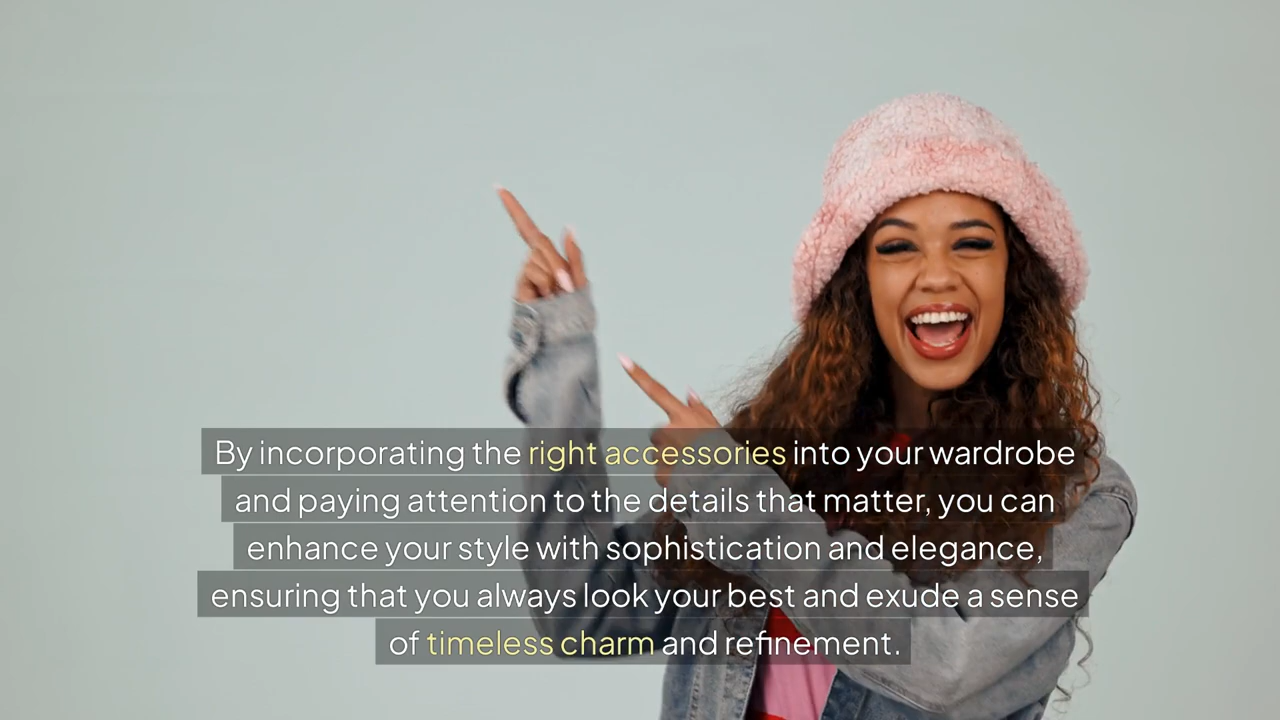 By incorporating the right accessories into your wardrobe
and paying attention to the details that matter, you can
enhance your style with sophistication and elegance,
ensuring that you always look your best and exude a sense
of timeless charm and refinement.